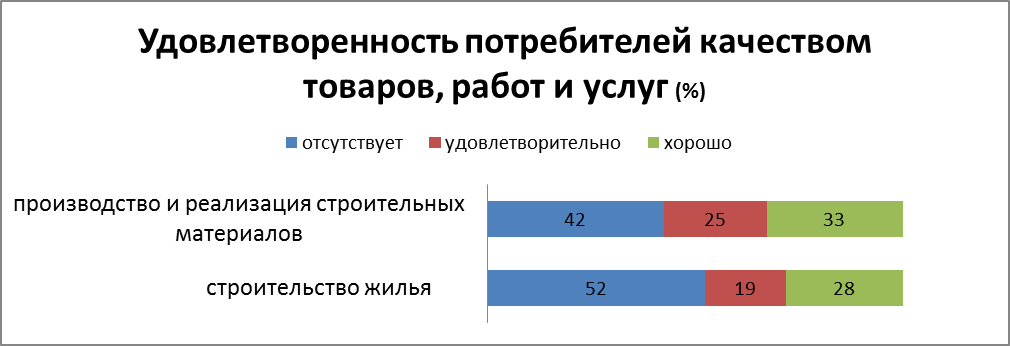 Удовлетворенность потребителей качеством
товаров, работ и услуг (%)
отсутствует удовлетворительно хорошо
производство и реализация строительных
материалов
42 25 33
строительство жилья
52 19 28